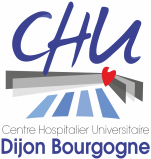 CHU
Centre Hospitalier Universitaire
Dijon Bourgogne